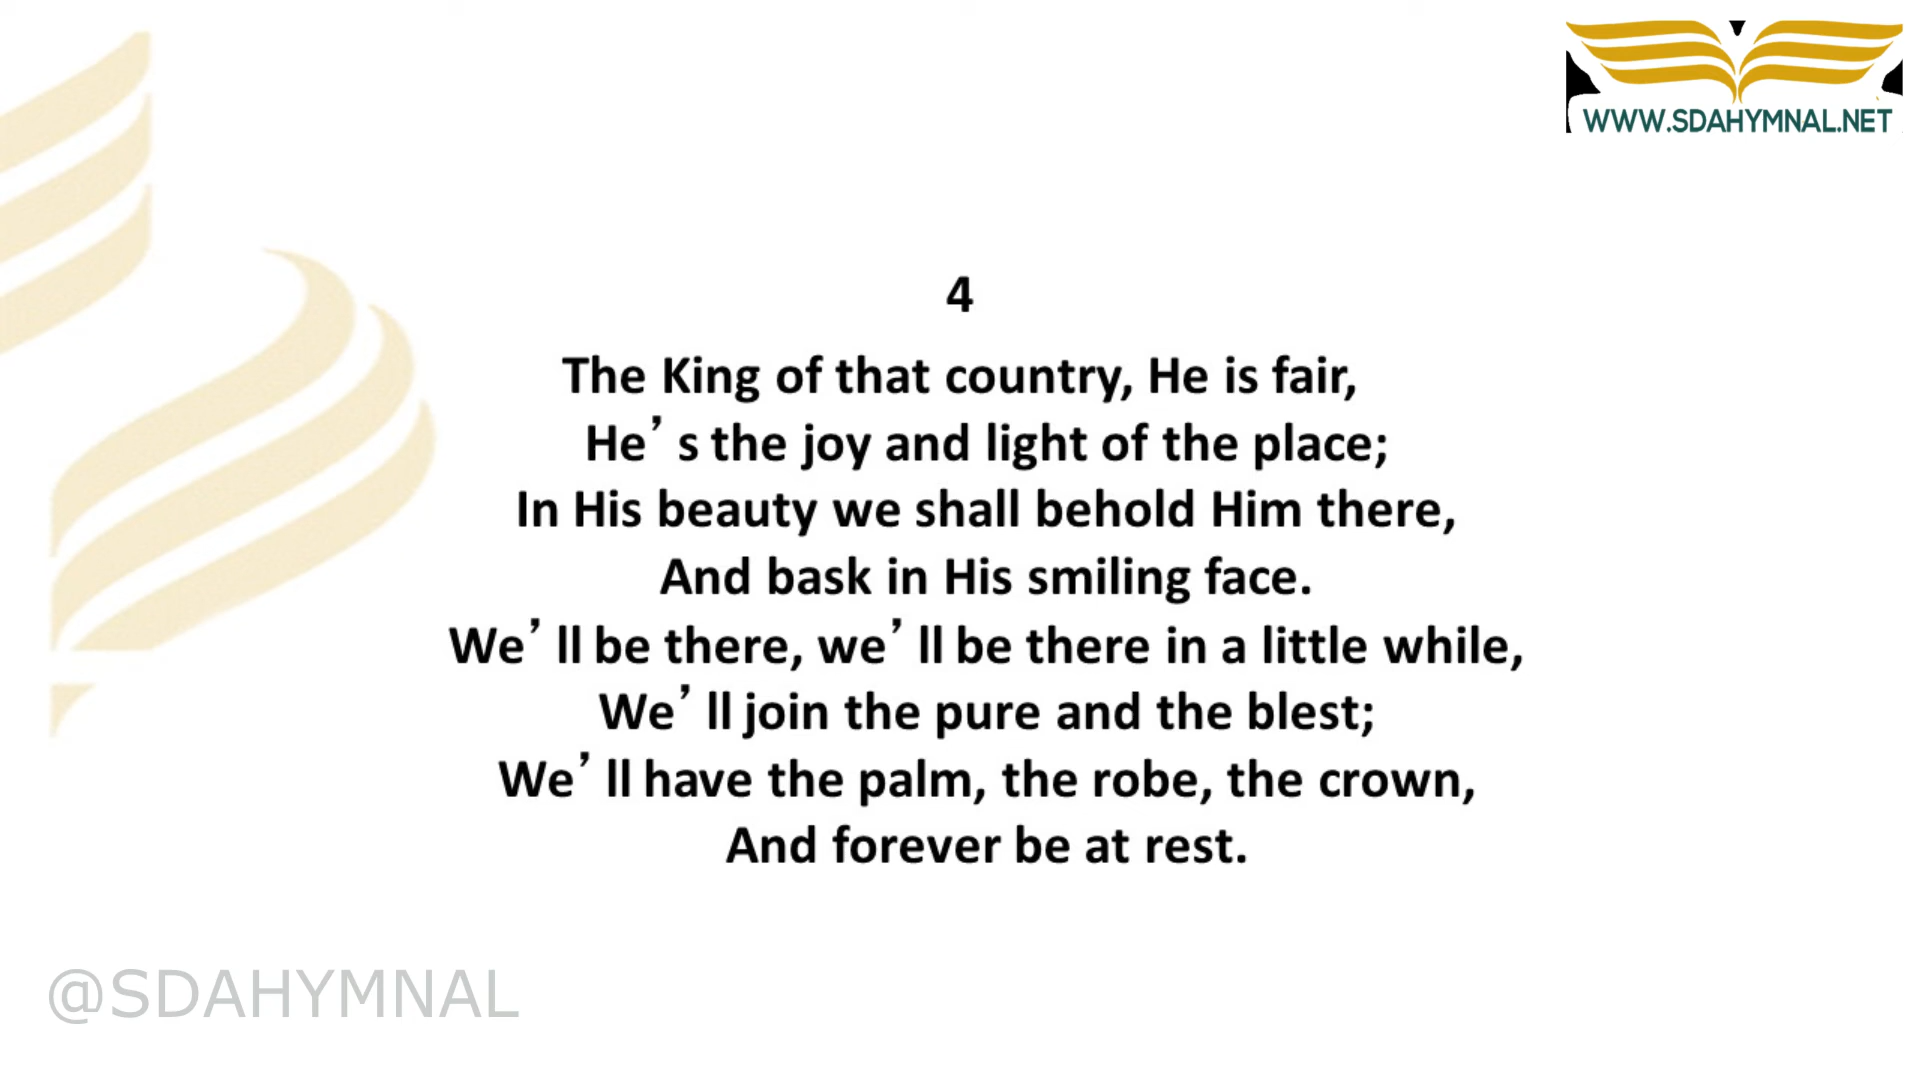 WWW.SDAHYMNAL.NET
4
The King of that country, He is fair,
He’ s the joy and light of the place;
In His beauty we shall behold Him there,
And bask in His smiling face.
We’ ll be there, we’ ll be there in a little while,
We’ ll join the pure and the blest;
We’ ll have the palm, the robe, the crown,
And forever be at rest.
@SDAHYMNAL